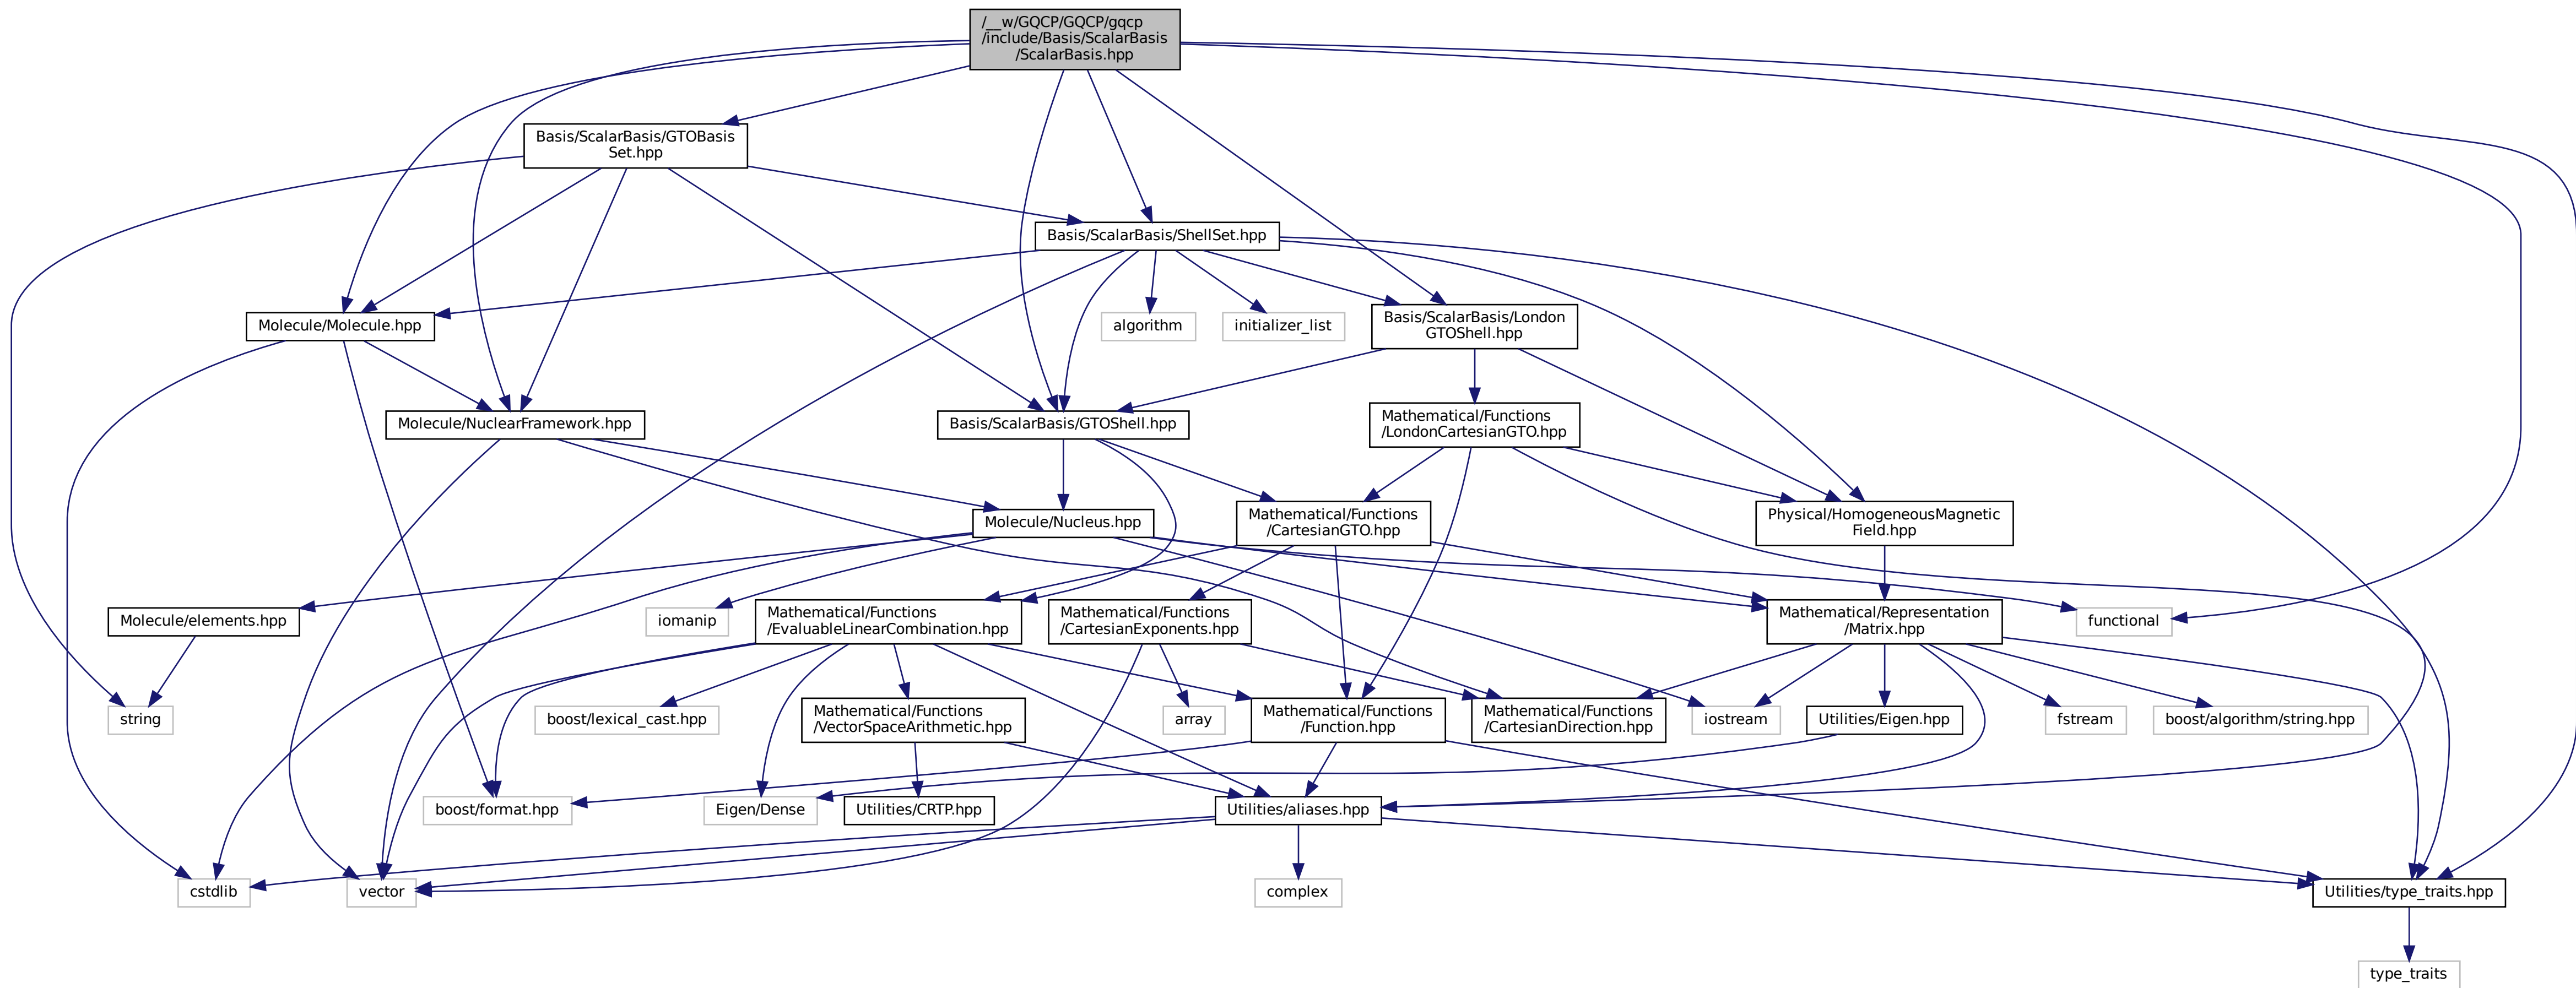 /__w/GQCP/GQCP/gqcp
/include/Basis/ScalarBasis
/ScalarBasis.hpp
Basis/ScalarBasis/GTOBasis
Set.hpp
Basis/ScalarBasis/ShellSet.hpp
Molecule/Molecule.hpp
algorithm
initializer_list
Basis/ScalarBasis/London
GTOShell.hpp
Molecule/NuclearFramework.hpp
Basis/ScalarBasis/GTOShell.hpp
Mathematical/Functions
/LondonCartesianGTO.hpp
Molecule/Nucleus.hpp
Mathematical/Functions
/CartesianGTO.hpp
Physical/HomogeneousMagnetic
Field.hpp
Molecule/elements.hpp
iomanip
Mathematical/Functions
/EvaluableLinearCombination.hpp
Mathematical/Functions
/CartesianExponents.hpp
Mathematical/Representation
/Matrix.hpp
functional
string
boost/lexical_cast.hpp
Mathematical/Functions
/VectorSpaceArithmetic.hpp
array
Mathematical/Functions
/Function.hpp
Mathematical/Functions
/CartesianDirection.hpp
iostream
Utilities/Eigen.hpp
fstream
boost/algorithm/string.hpp
boost/format.hpp
Eigen/Dense
Utilities/CRTP.hpp
Utilities/aliases.hpp
cstdlib
vector
complex
Utilities/type_traits.hpp
type_traits